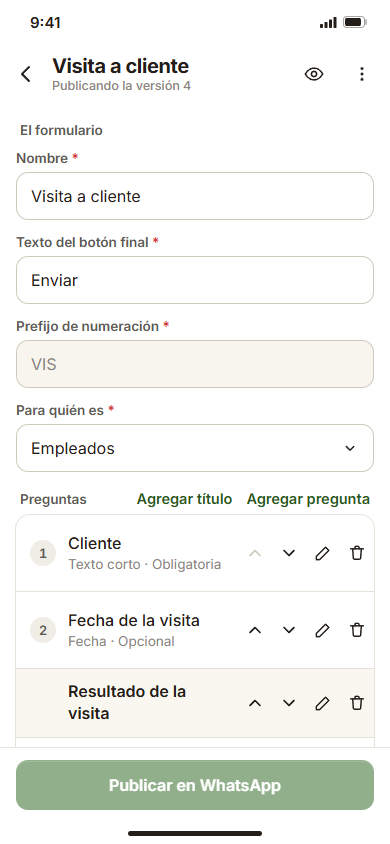 9:41
Visita a cliente
Publicando la versión 4
El formulario
Nombre *
Visita a cliente
Texto del botón final *
Enviar
Prefijo de numeración *
VIS
Para quién es *
Empleados
Preguntas Agregar título Agregar pregunta
1 Cliente
Texto corto · Obligatoria
2 Fecha de la visita
Fecha · Opcional
Resultado de la
visita
Publicar en WhatsApp